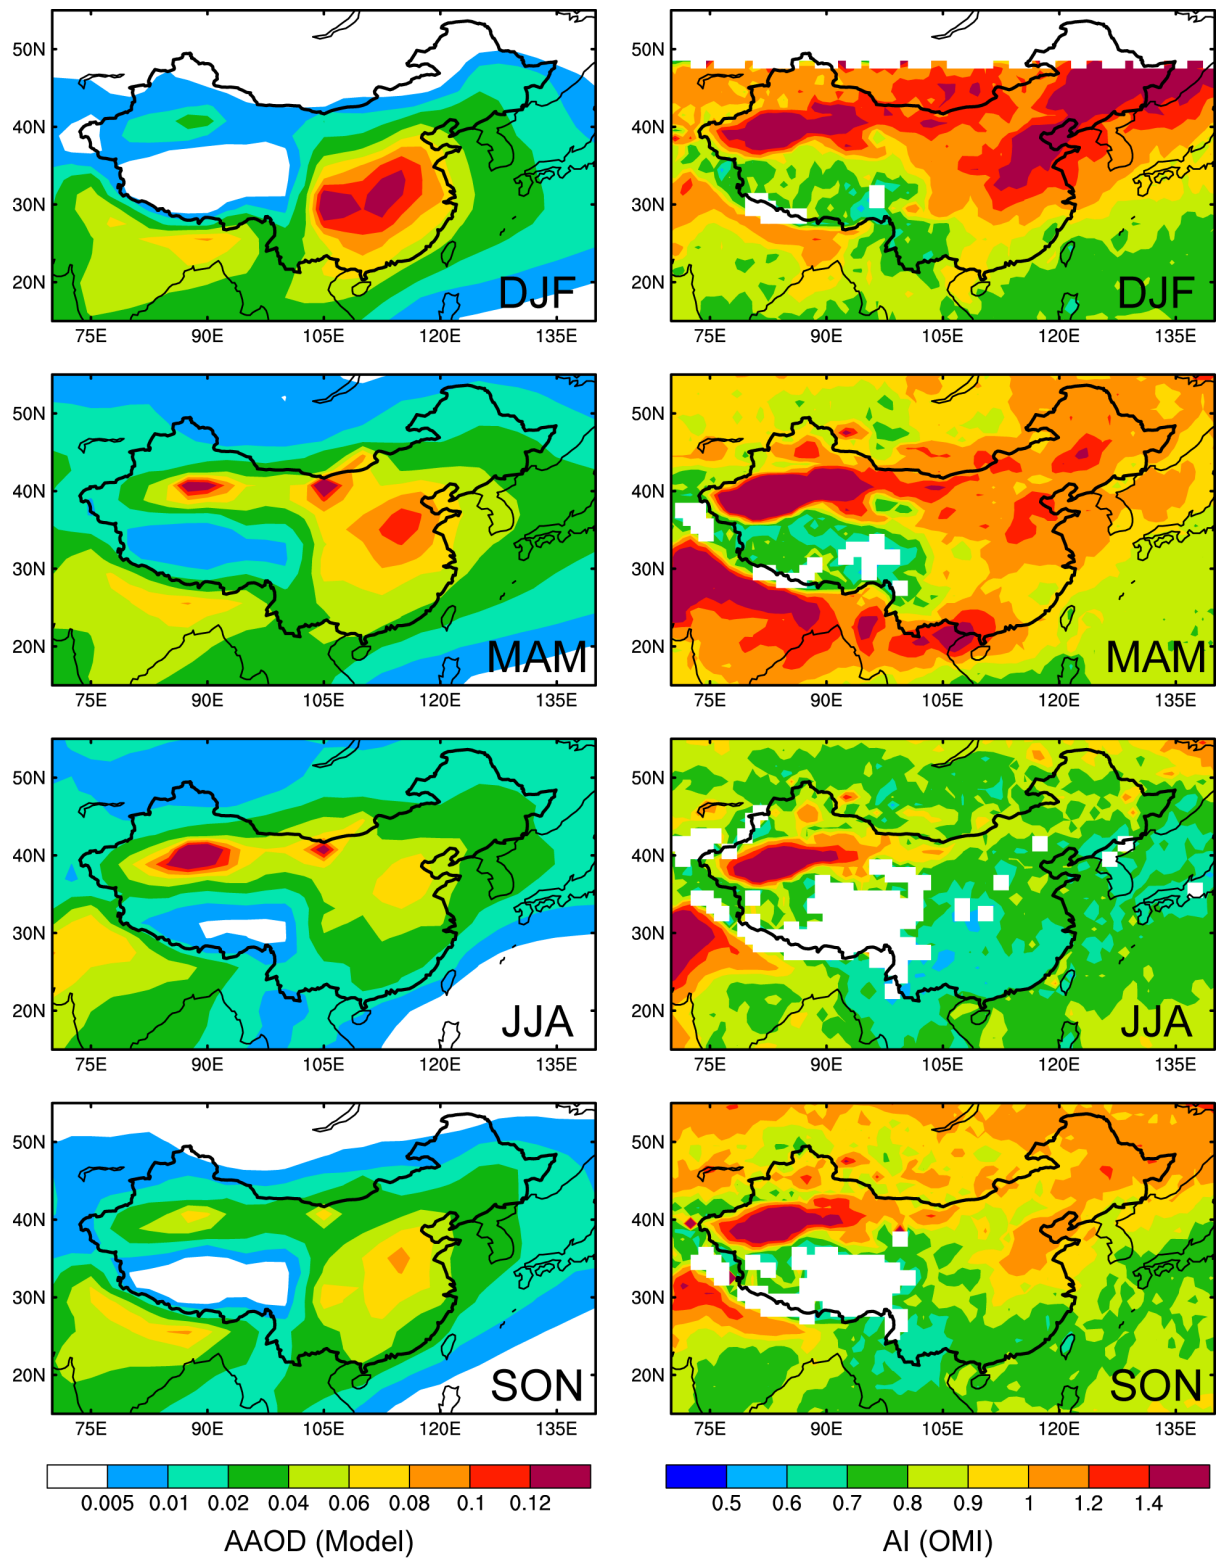 50N
40N
30N
20N
DJF
75E 90E 105E 120E 135E
50N
40N
30N
20N
DJF
75E 90E 105E 120E 135E
50N
40N
30N
20N
MAM
75E 90E 105E 120E 135E
50N
40N
30N
20N
MAM
75E 90E 105E 120E 135E
50N
40N
30N
20N
JJA
75E 90E 105E 120E 135E
50N
40N
30N
20N
JJA
75E 90E 105E 120E 135E
50N
40N
30N
20N
SON
75E 90E 105E 120E 135E
50N
40N
30N
20N
SON
75E 90E 105E 120E 135E
0.005 0.01 0.02 0.04 0.06 0.08 0.1 0.12
AAOD (Model)
0.5 0.6 0.7 0.8 0.9 1 1.2 1.4
AI (OMI)